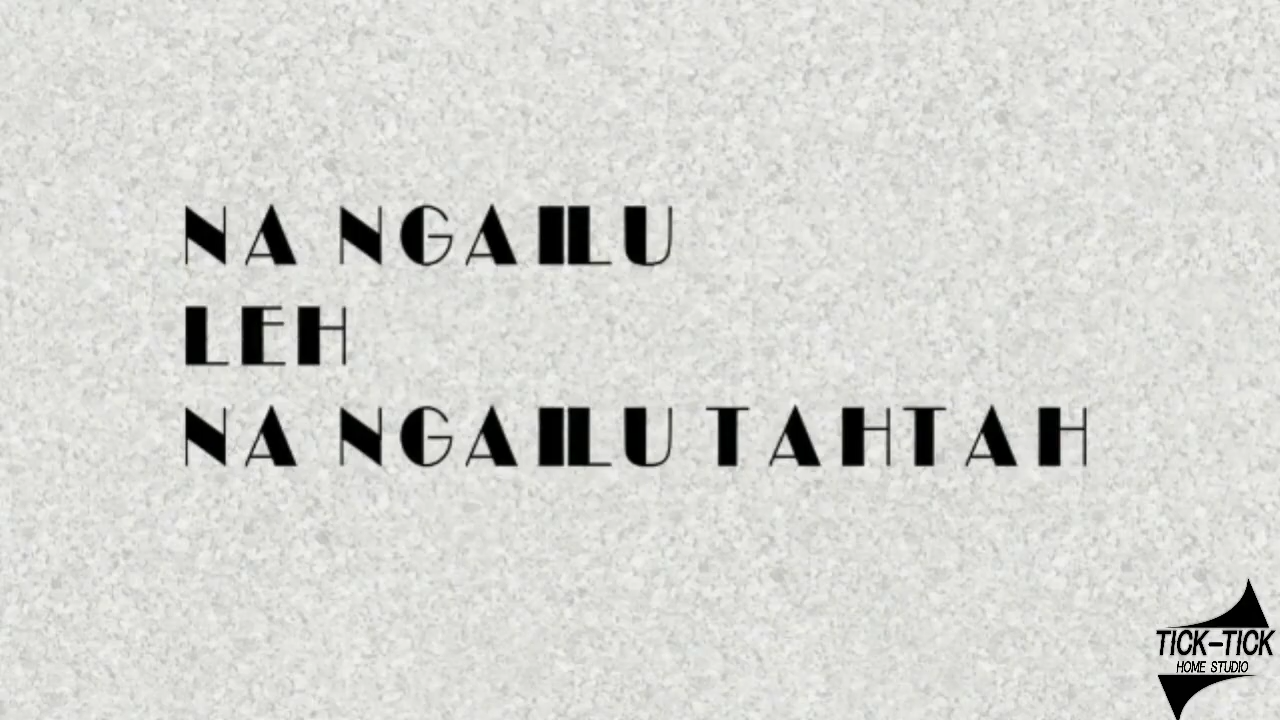 NA NGAILU
LEH
NA NGAILU TAHTAH
TICK-TICK
HOME STUDIO